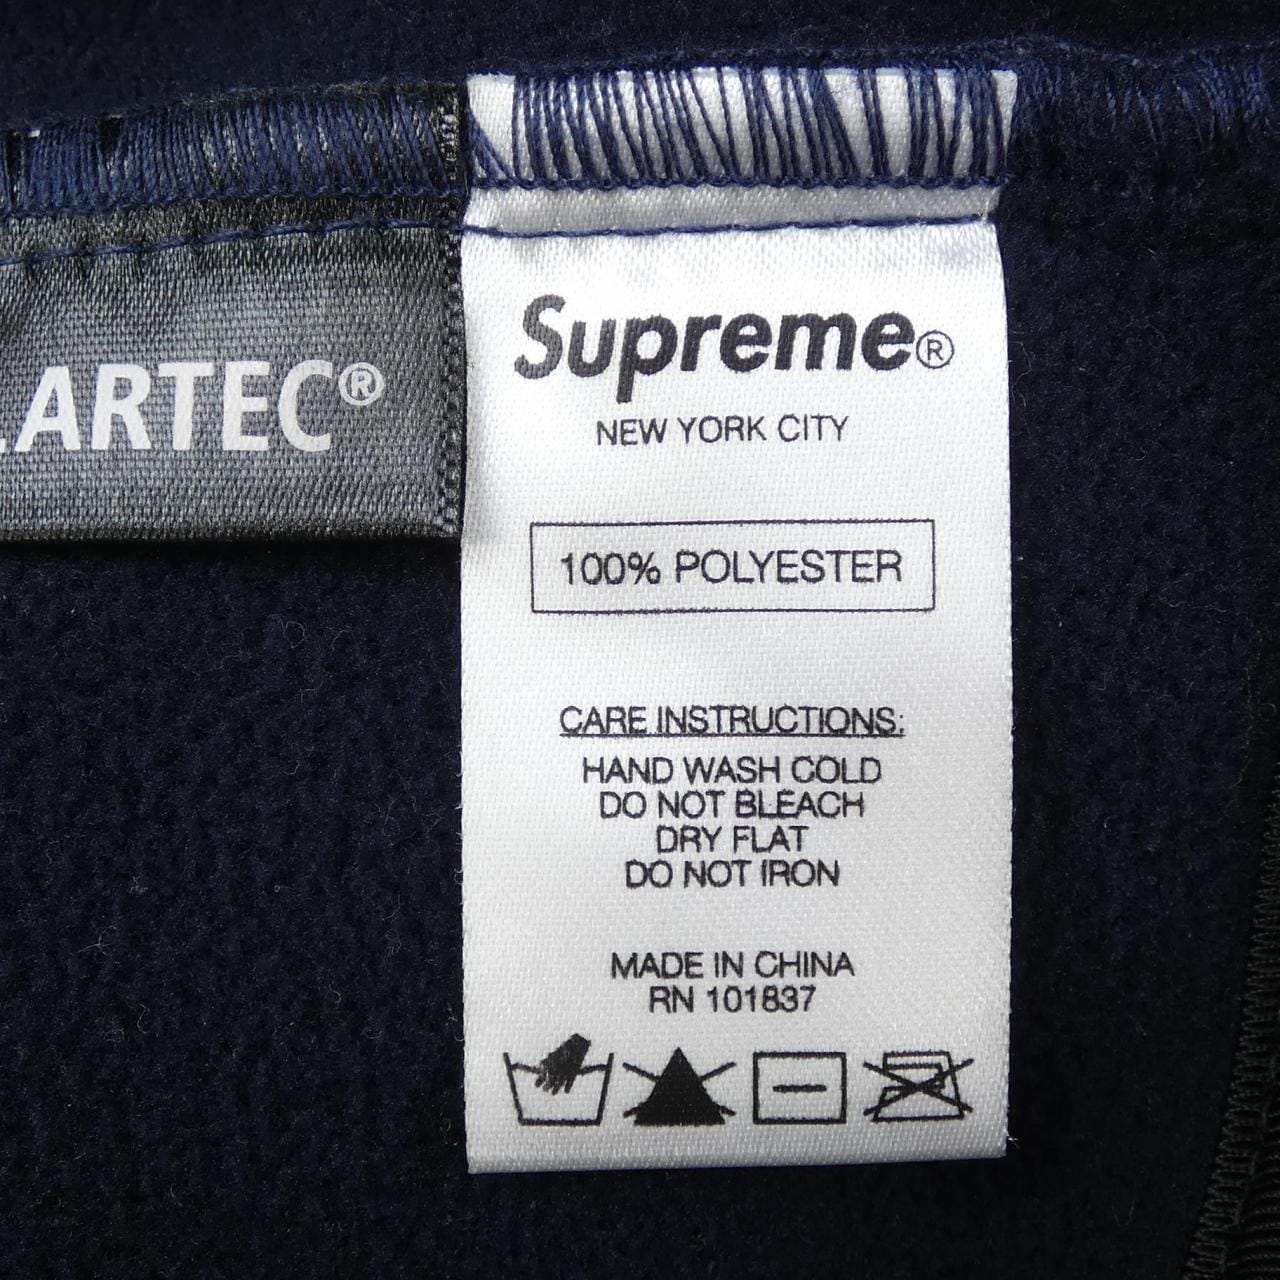 LARTEC®
Supreme®
NEW YORK CITY
100% POLYESTER
CARE INSTRUCTIONS:
HAND WASH COLD
DO NOT BLEACH
DRY FLAT
DO NOT IRON
MADE IN CHINA
RN 101837